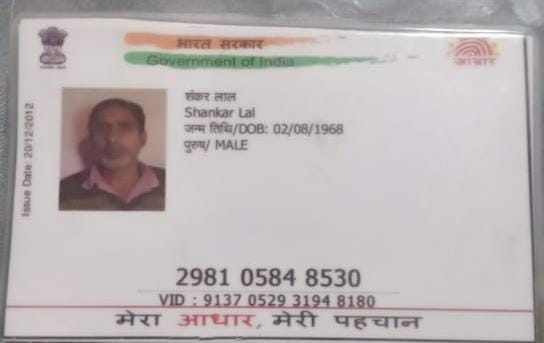 भारत सरकार
Government of India
आधार
Issue Date: 20/12/2012
शंकर लाल
Shankar Lal
जन्म तिथि/DOB: 02/08/1968
पुरुष/ MALE
2981 0584 8530
VID : 9137 0529 3194 8180
मेरा आधार, मेरी पहचान